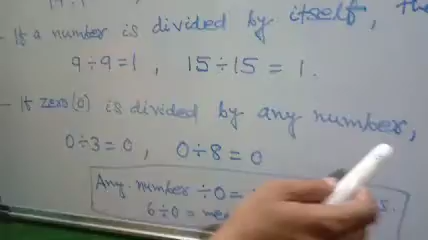 - If a number is divided by itself, the
9÷9=1 , 15÷15 = 1.
- If zero(0) is divided by any number,
0÷3=0 , 0÷8=0
Any number ÷0=
6÷0=